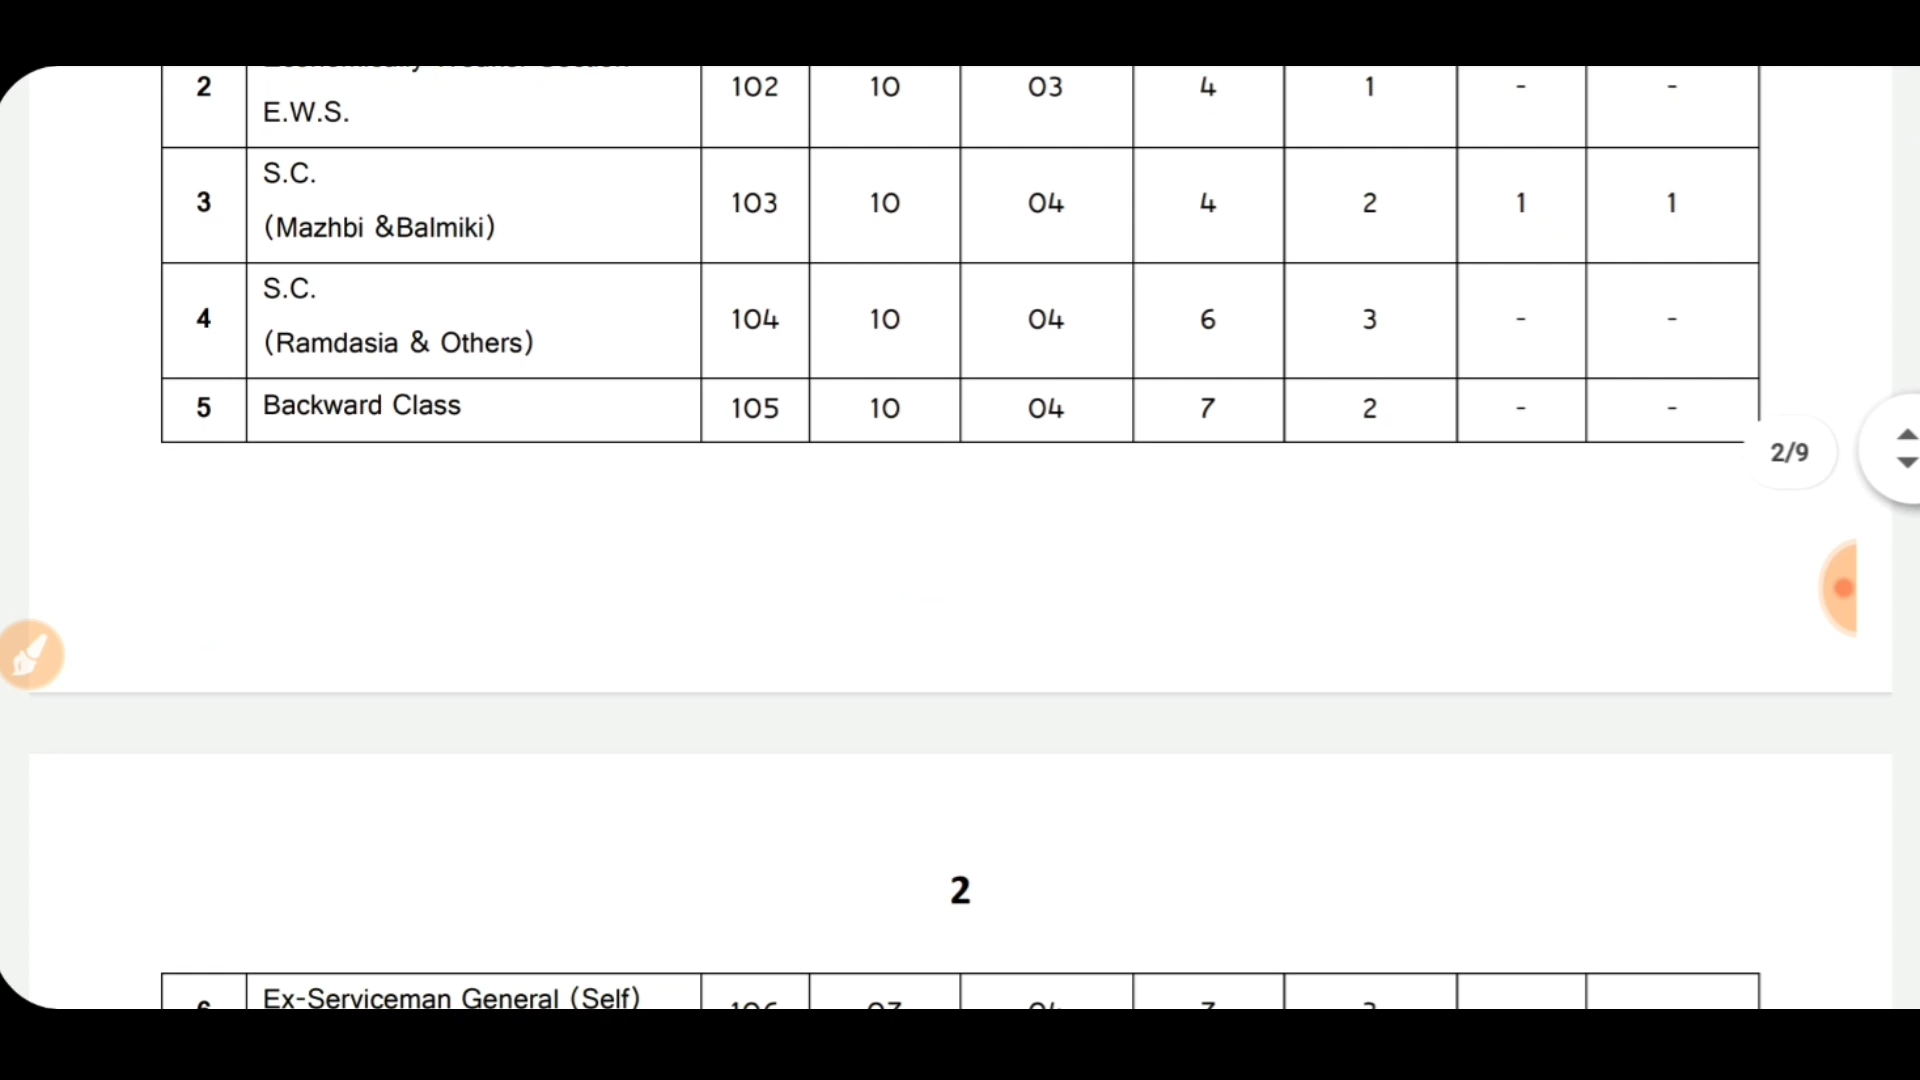 2 E.W.S. 102 10 03 4 1 - -
S.C.
3 103 10 04 4 2 1 1
(Mazhbi &Balmiki)
S.C.
4 104 10 04 6 3 - -
(Ramdasia & Others)
5 Backward Class 105 10 04 7 2 - -
2/9
2
Ex-Serviceman General (Self)